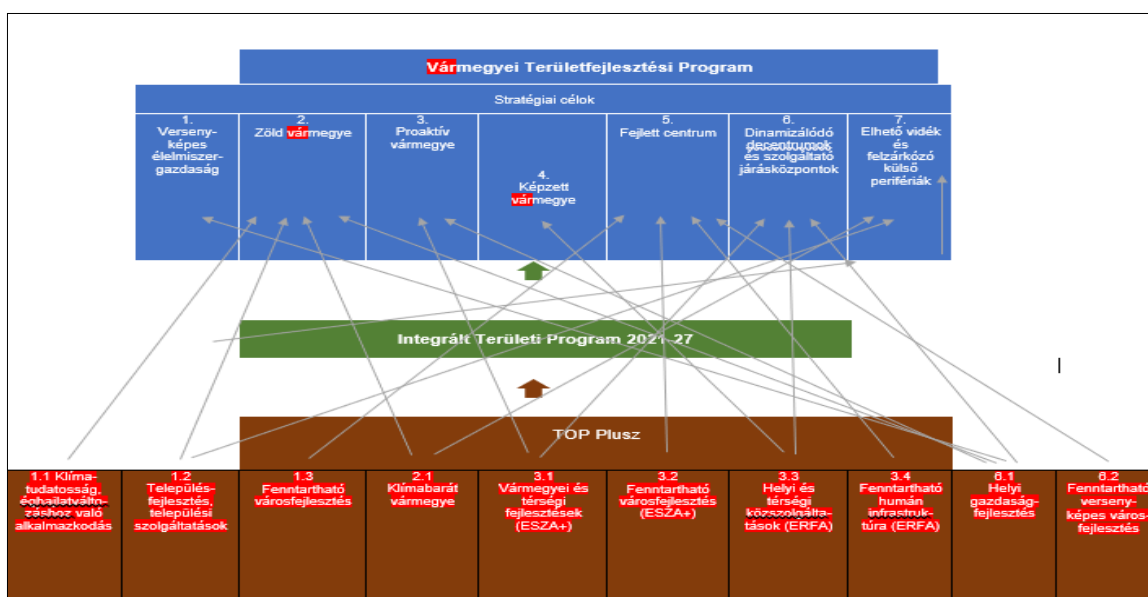 Vármegyei Területfejlesztési Program
Stratégiai célok
1.
Verseny-
képes
élelmiszer-
gazdaság
2.
Zöld vármegye
3.
Proaktív
vármegye
4.
Képzett
vármegye
5.
Fejlett centrum
6.
Dinamizálódó
decentrumok
és szolgáltató
járásközpontok
7.
Elhető vidék
és
felzárkózó
külső
perifériák
Integrált Területi Program 2021-27
TOP Plusz
1.1 Klíma-
tudatosság,
éghajlatváltn-
záshoz való
alkalmazkodás
1.2
Település-
fejlesztés,
települési
szolgáltatások
1.3
Fenntartható
városfejlesztés
2.1
Klímabarát
vármegye
3.1
Vármegyei és
térségi
fejlesztések
(ESZA+)
3.2
Fenntartható
városfejlesztés
(ESZA+)
3.3
Helyi és
térségi
közszolgálta-
tások (ERFA)
3.4
Fenntartható
humán
infrastruk-
túra (ERFA)
6.1
Helyi
gazdaság-
fejlesztés
6.2
Fenntartható
verseny-
képes város-
fejlesztés